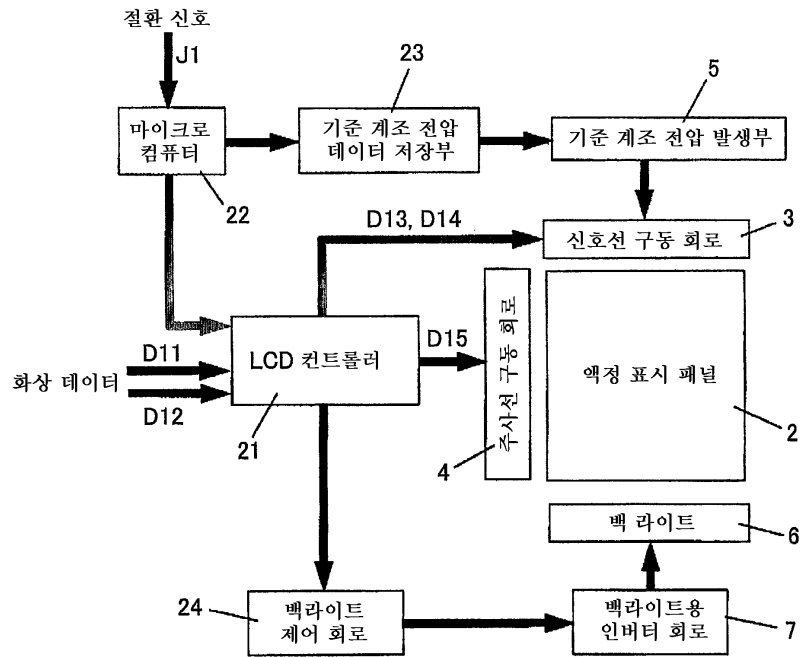 절환 신호
J1
23
5
마이크로
컴퓨터
기준 계조 전압
데이터 저장부
기준 계조 전압 발생부
22
D13, D14
3
신호선 구동 회로
D11
화상 데이터
D12
LCD 컨트롤러
D15
주사선 구동 회로
액정 표시 패널
21
4
2
백 라이트
6
24
백라이트
제어 회로
백라이트용
인버터 회로
7